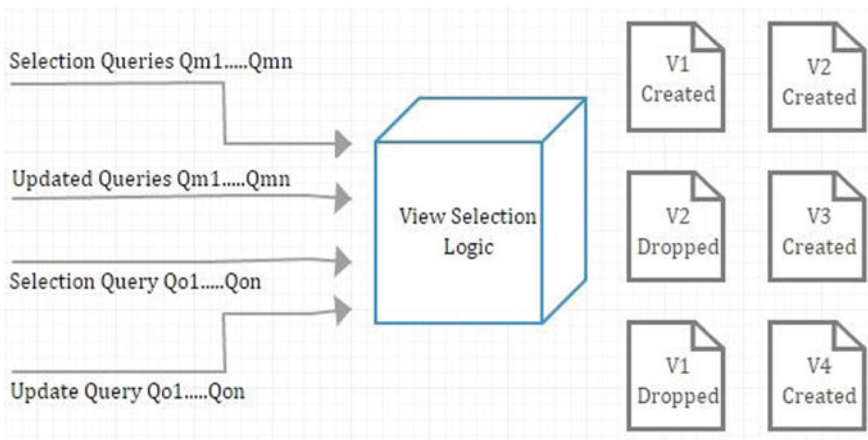 Selection Queries Qm1.....Qmn
Updated Queries Qm1.....Qmn
Selection Query Qo1.....Qon
Update Query Qo1.....Qon
View Selection
Logic
V1
Created
V2
Created
V2
Dropped
V3
Created
V1
Dropped
V4
Created